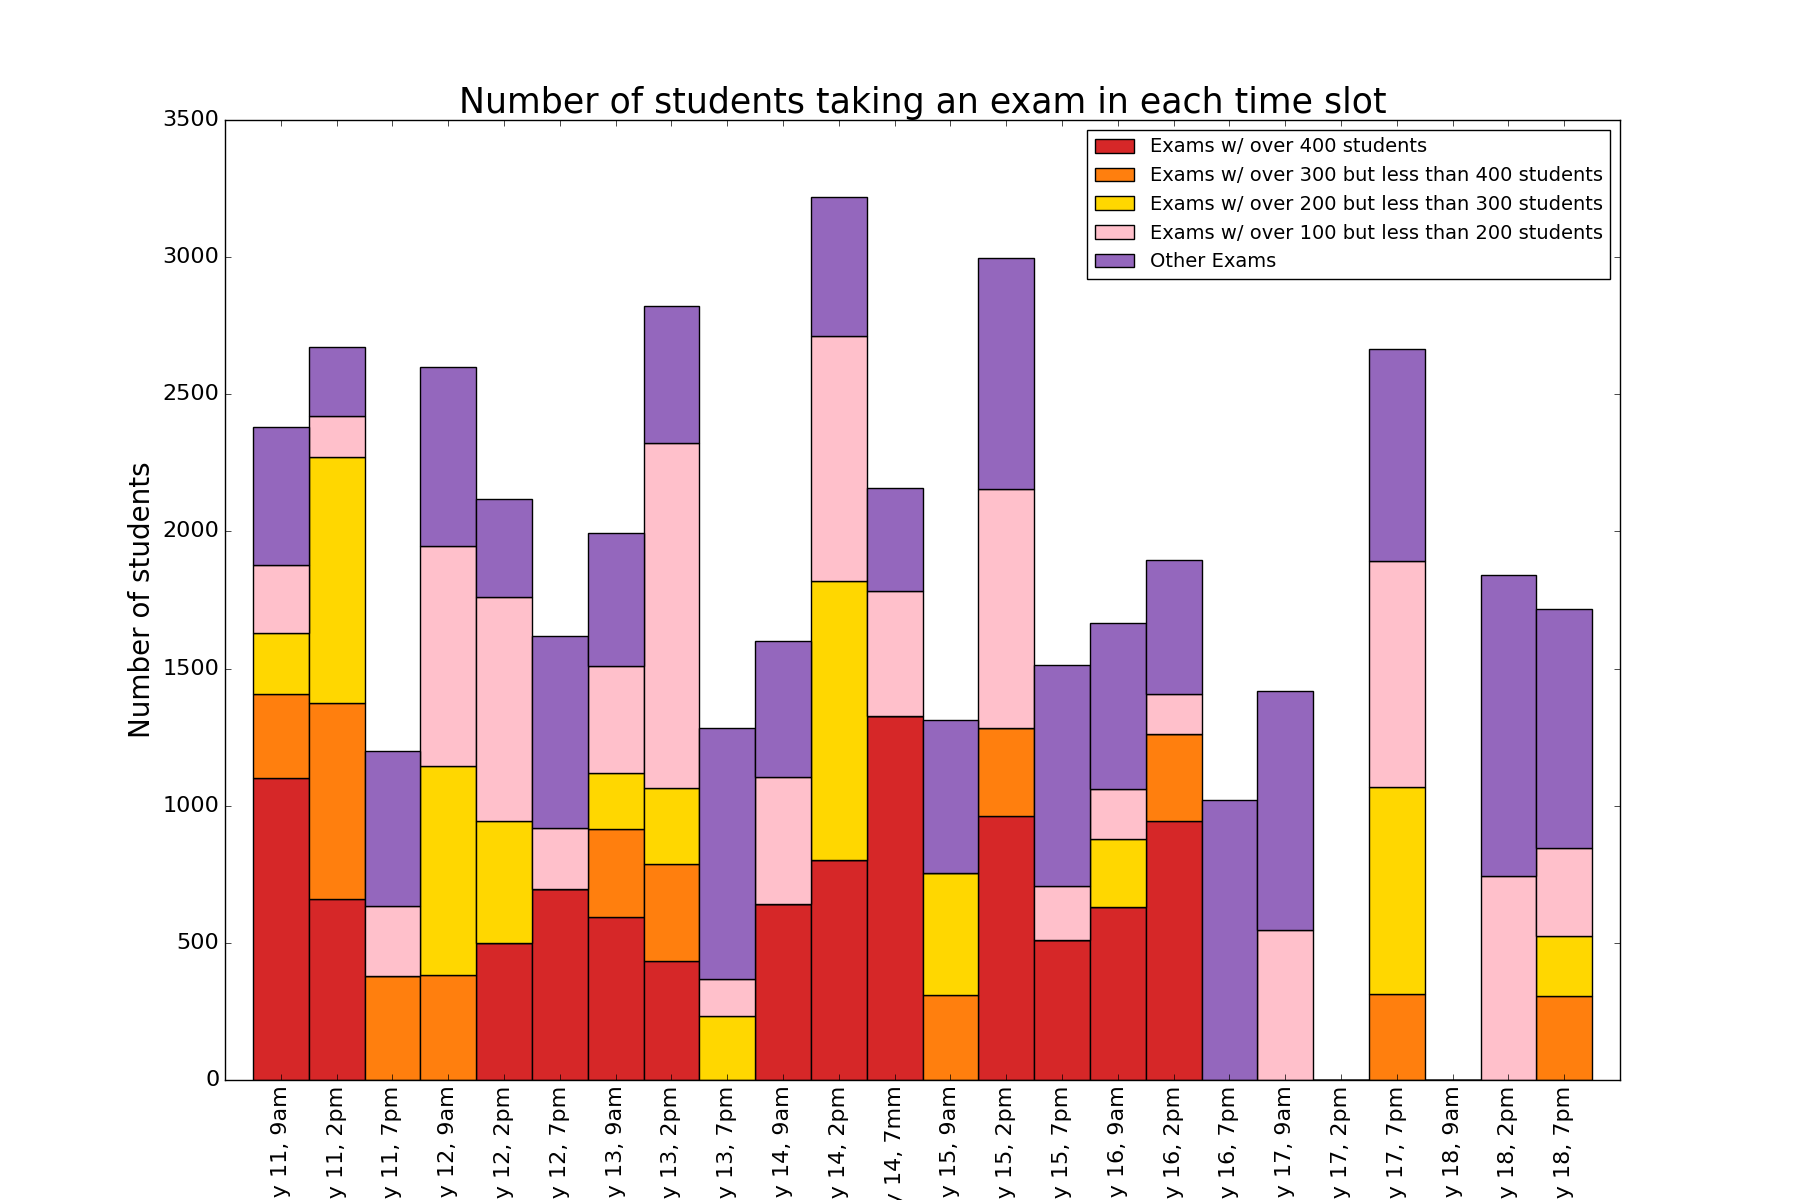 Number of students taking an exam in each time slot
3500
3000
2500
2000
1500
1000
500
0
Number of students
Exams w/ over 400 students
Exams w/ over 300 but less than 400 students
Exams w/ over 200 but less than 300 students
Exams w/ over 100 but less than 200 students
Other Exams
y 11, 9am
y 11, 2pm
y 11, 7pm
y 12, 9am
y 12, 2pm
y 12, 7pm
y 13, 9am
y 13, 2pm
y 13, 7pm
y 14, 9am
y 14, 2pm
y 14, 7mm
y 15, 9am
y 15, 2pm
y 15, 7pm
y 16, 9am
y 16, 2pm
y 16, 7pm
y 17, 9am
y 17, 2pm
y 17, 7pm
y 18, 9am
y 18, 2pm
y 18, 7pm